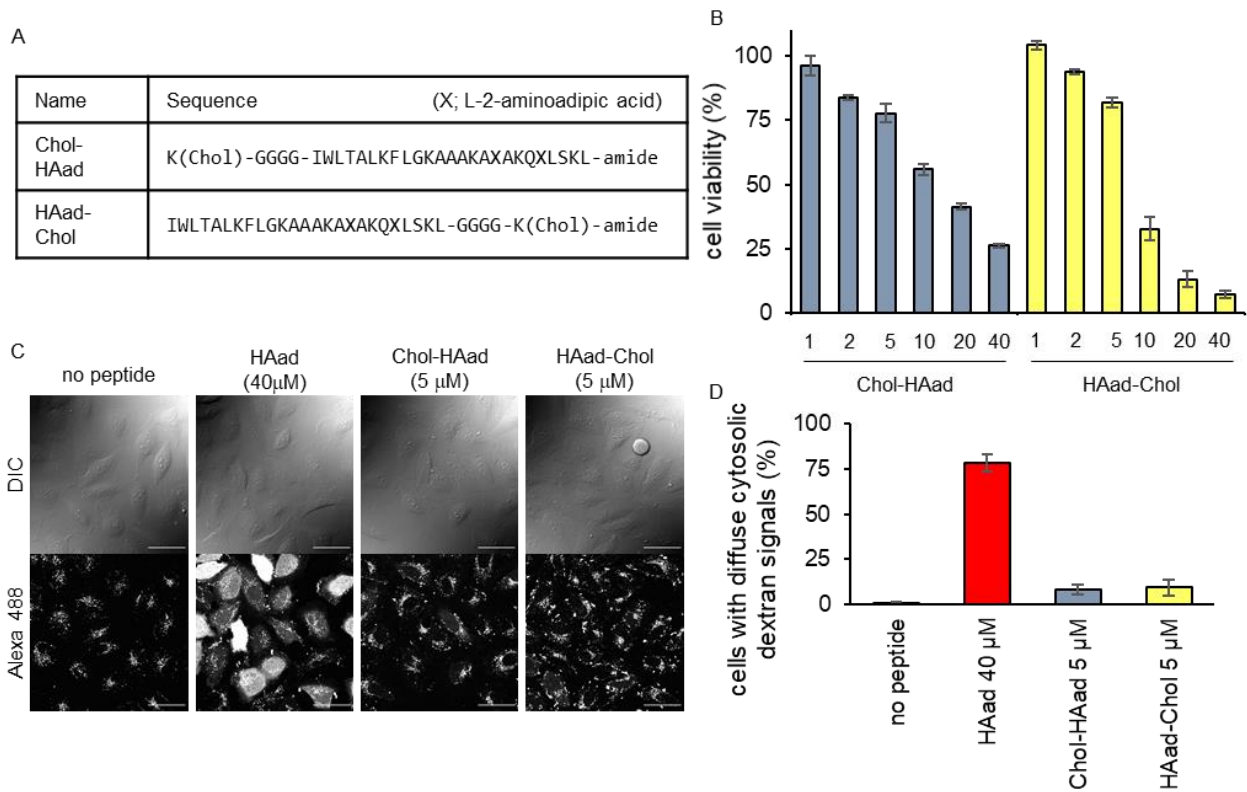 A
Name Sequence (X; L-2-aminoadipic acid)
Chol-
HAad
K(Chol)-GGGG-IWLTALKFLGKAAAKAXAKQXLSKL-amide
HAad-
Chol
IWLTALKFLGKAAAKAXAKQXLSKL-GGGG-K(Chol)-amide
B
cell viability (%)
100
75
50
25
0
1 2 5 10 20 40 1 2 5 10 20 40
Chol-HAad HAad-Chol
C
no peptide
HAad
(40μM)
Chol-HAad
(5 μM)
HAad-Chol
(5 μM)
DIC
Alexa 488
D
cells with diffuse cytosolic
dextran signals (%)
100
75
50
25
0
no peptide
HAad 40 μM
Chol-HAad 5 μM
HAad-Chol 5 μM